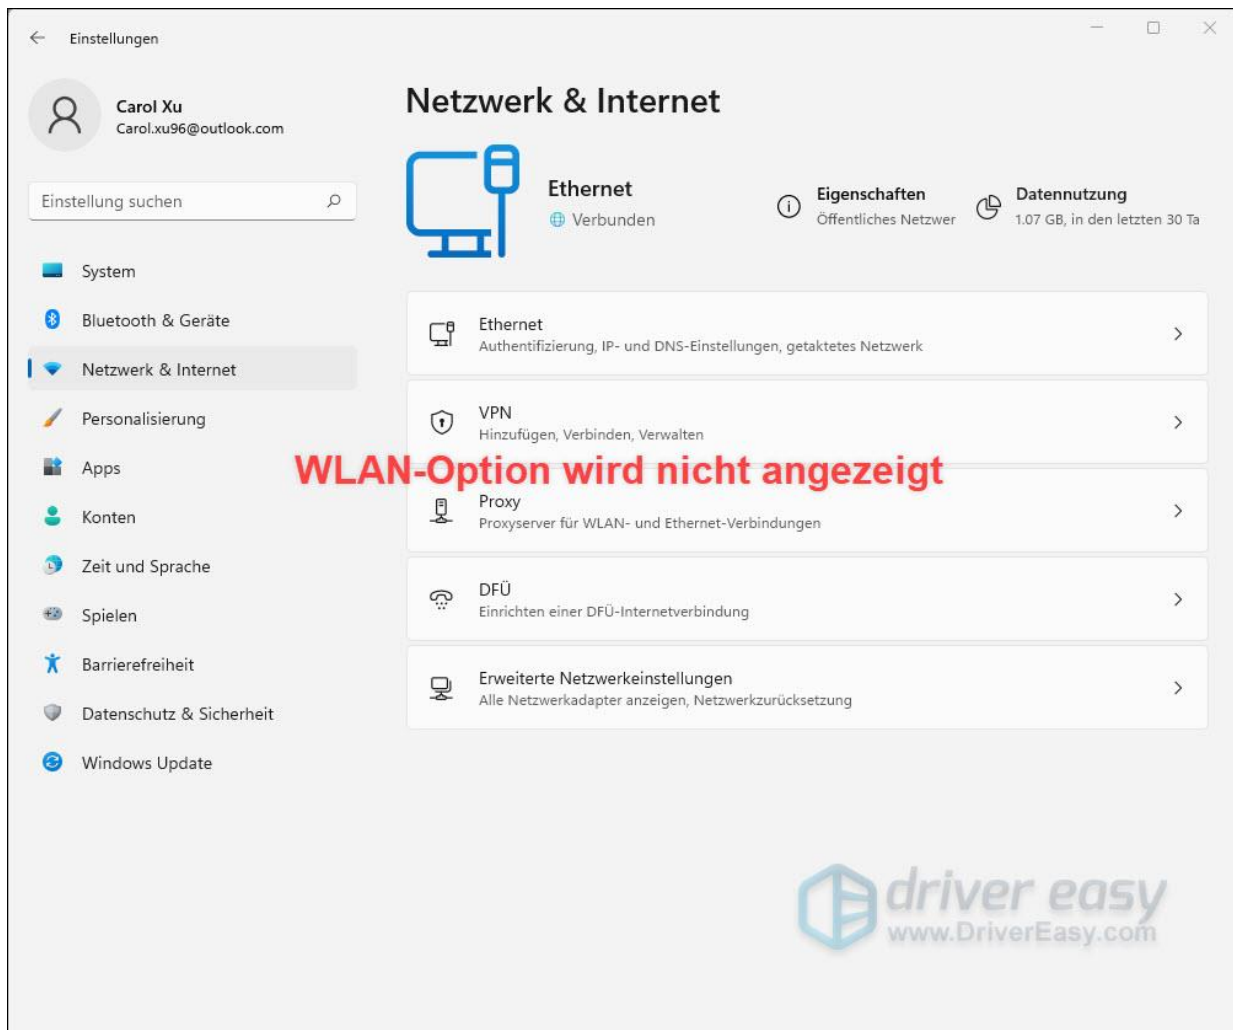 Einstellungen
Carol Xu
Carol.xu96@outlook.com
Einstellung suchen
System
Bluetooth & Geräte
Netzwerk & Internet
Personalisierung
Apps
Konten
Zeit und Sprache
Spielen
Barrierefreiheit
Datenschutz & Sicherheit
Windows Update
Netzwerk & Internet
Ethernet
Verbunden
Eigenschaften
Öffentliches Netzwer
Datennutzung
1.07 GB, in den letzten 30 Ta
Ethernet
Authentifizierung, IP- und DNS-Einstellungen, getaktetes Netzwerk
VPN
Hinzufügen, Verbinden, Verwalten
WLAN-Option wird nicht angezeigt
Proxy
Proxyserver für WLAN- und Ethernet-Verbindungen
DFÜ
Einrichten einer DFÜ-Internetverbindung
Erweiterte Netzwerkeinstellungen
Alle Netzwerkadapter anzeigen, Netzwerkzurücksetzung
driver easy
www.DriverEasy.com